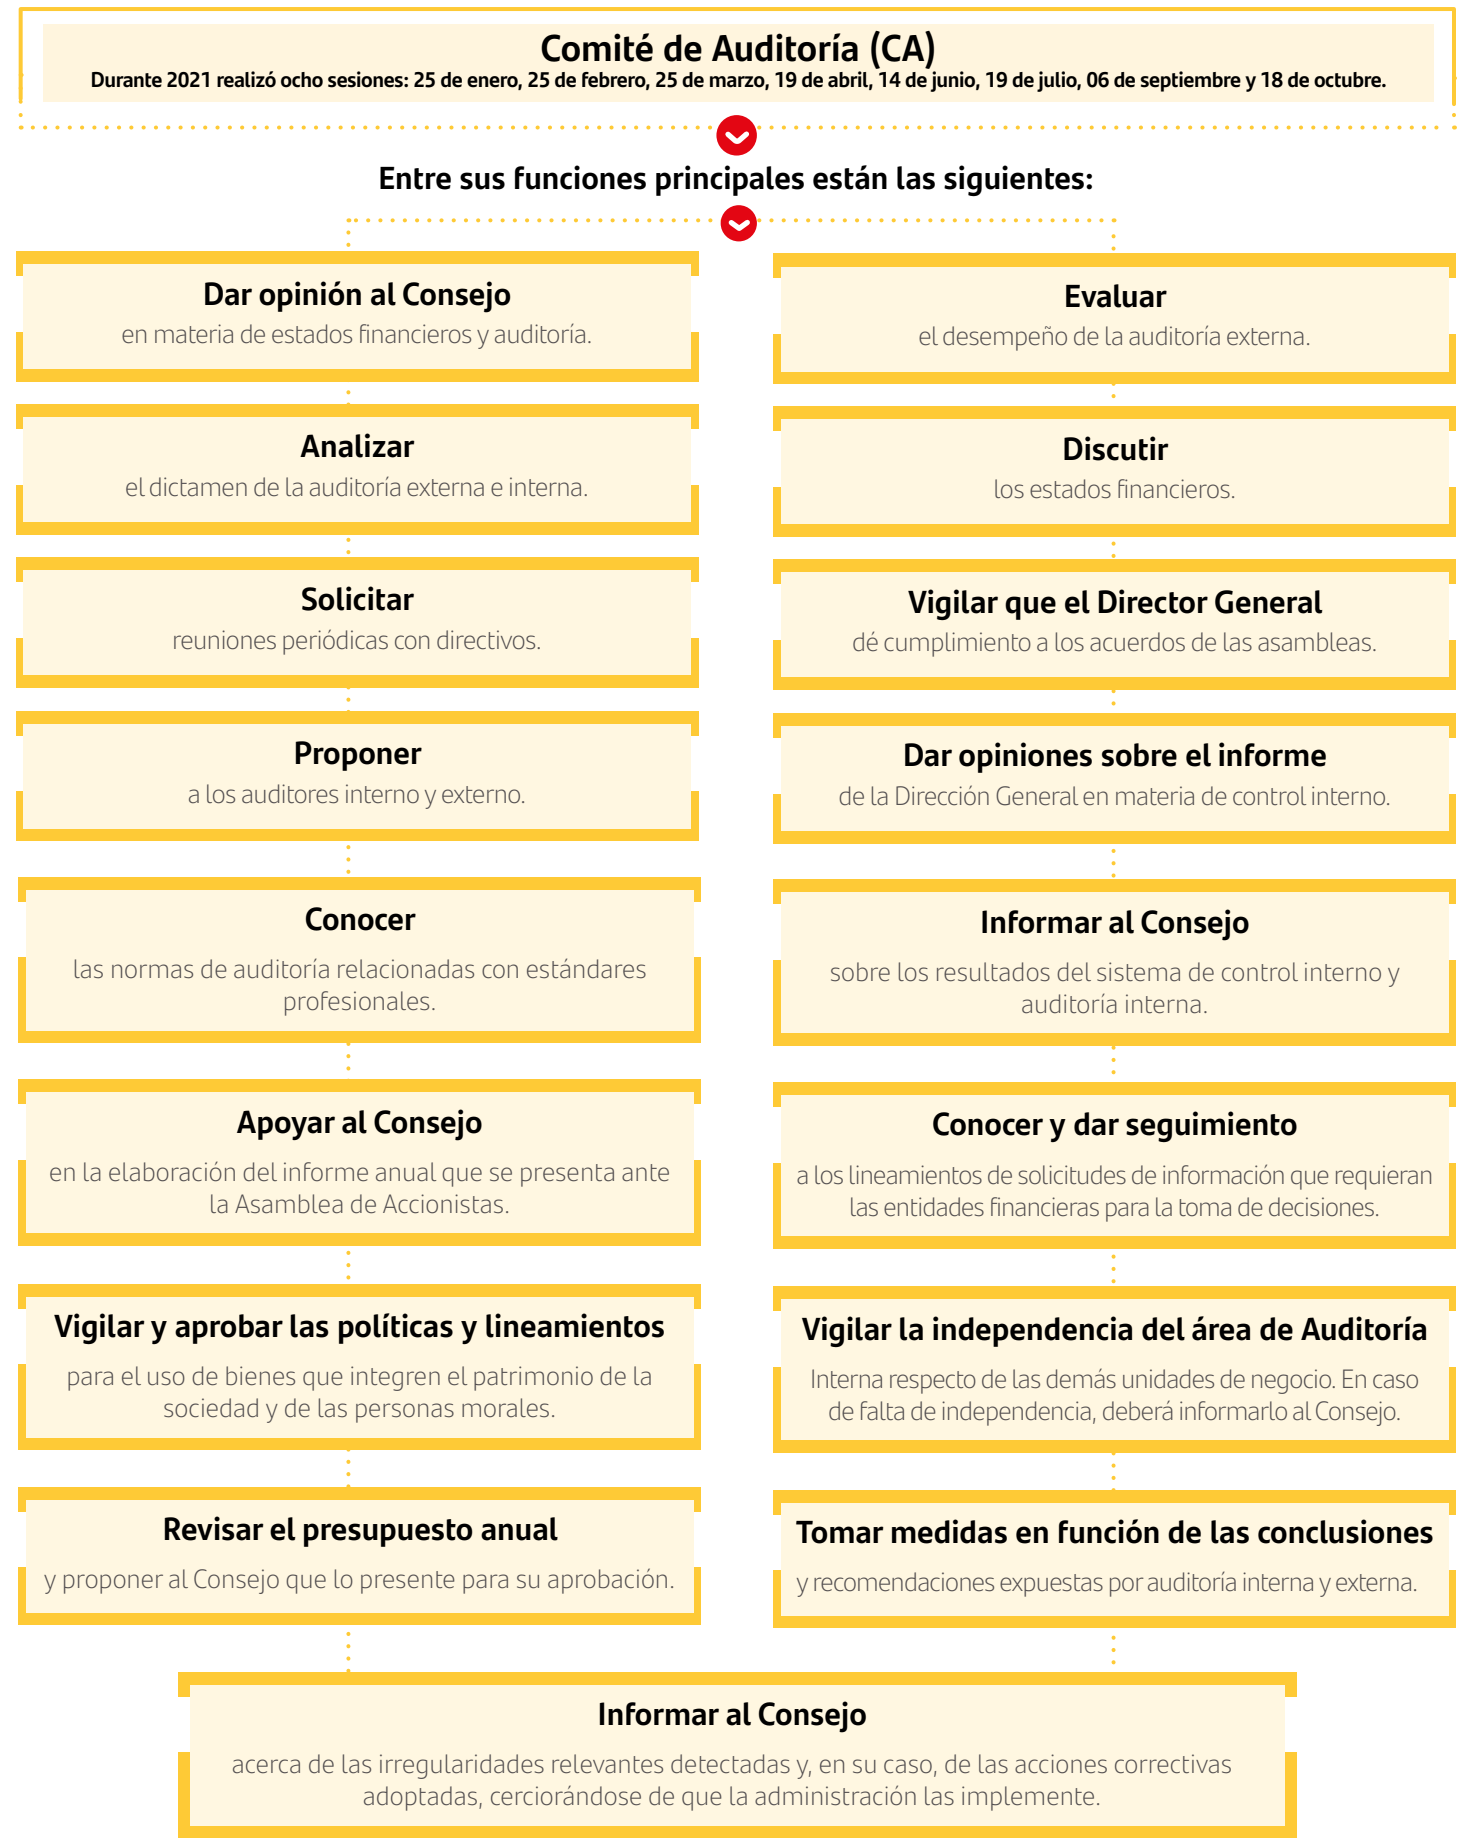 Comité de Auditoría (CA)
Durante 2021 realizó ocho sesiones: 25 de enero, 25 de febrero, 25 de marzo, 19 de abril, 14 de junio, 19 de julio, 06 de septiembre y 18 de octubre.
Entre sus funciones principales están las siguientes:
Dar opinión al Consejo
en materia de estados financieros y auditoría.
Analizar
el dictamen de la auditoría externa e interna.
Solicitar
reuniones periódicas con directivos.
Proponer
a los auditores interno y externo.
Conocer
las normas de auditoría relacionadas con estándares
profesionales.
Apoyar al Consejo
en la elaboración del informe anual que se presenta ante
la Asamblea de Accionistas.
Vigilar y aprobar las políticas y lineamientos
para el uso de bienes que integren el patrimonio de la
sociedad y de las personas morales.
Revisar el presupuesto anual
y proponer al Consejo que lo presente para su aprobación.
Evaluar
el desempeño de la auditoría externa.
Discutir
los estados financieros.
Vigilar que el Director General
dé cumplimiento a los acuerdos de las asambleas.
Dar opiniones sobre el informe
de la Dirección General en materia de control interno.
Informar al Consejo
sobre los resultados del sistema de control interno y
auditoría interna.
Conocer y dar seguimiento
a los lineamientos de solicitudes de información que requieran
las entidades financieras para la toma de decisiones.
Vigilar la independencia del área de Auditoría
Interna respecto de las demás unidades de negocio. En caso
de falta de independencia, deberá informarlo al Consejo.
Tomar medidas en función de las conclusiones
y recomendaciones expuestas por auditoría interna y externa.
Informar al Consejo
acerca de las irregularidades relevantes detectadas y, en su caso, de las acciones correctivas
adoptadas, cerciorándose de que la administración las implemente.